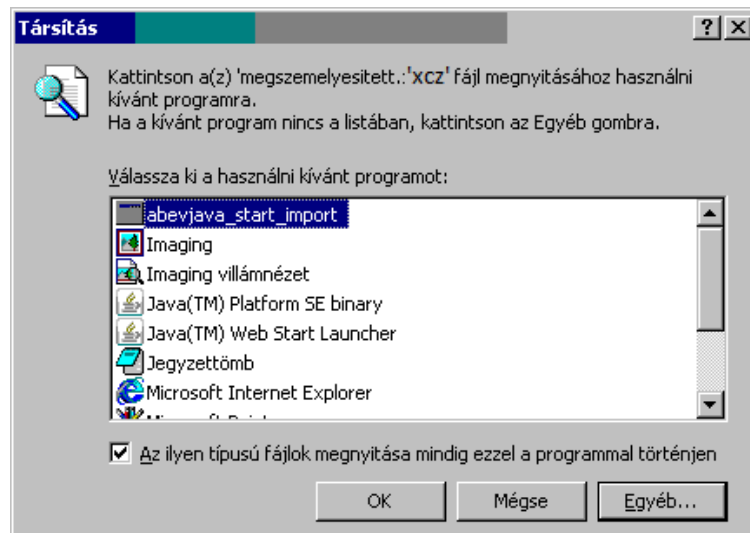 Társítás
Kattintson a(z) 'megszemelyesitett.:'xcz' fájl megnyitásához használni
kívánt programra.
Ha a kívánt program nincs a listában, kattintson az Egyéb gombra.
Válassza ki a használni kívánt programot:
abevjava_start_import
Imaging
Imaging villámnézet
Java(TM) Platform SE binary
Java(TM) Web Start Launcher
Jegyzettömb
Microsoft Internet Explorer
Az ilyen típusú fájlok megnyitása mindig ezzel a programmal történjen
OK
Mégse
Egyéb...